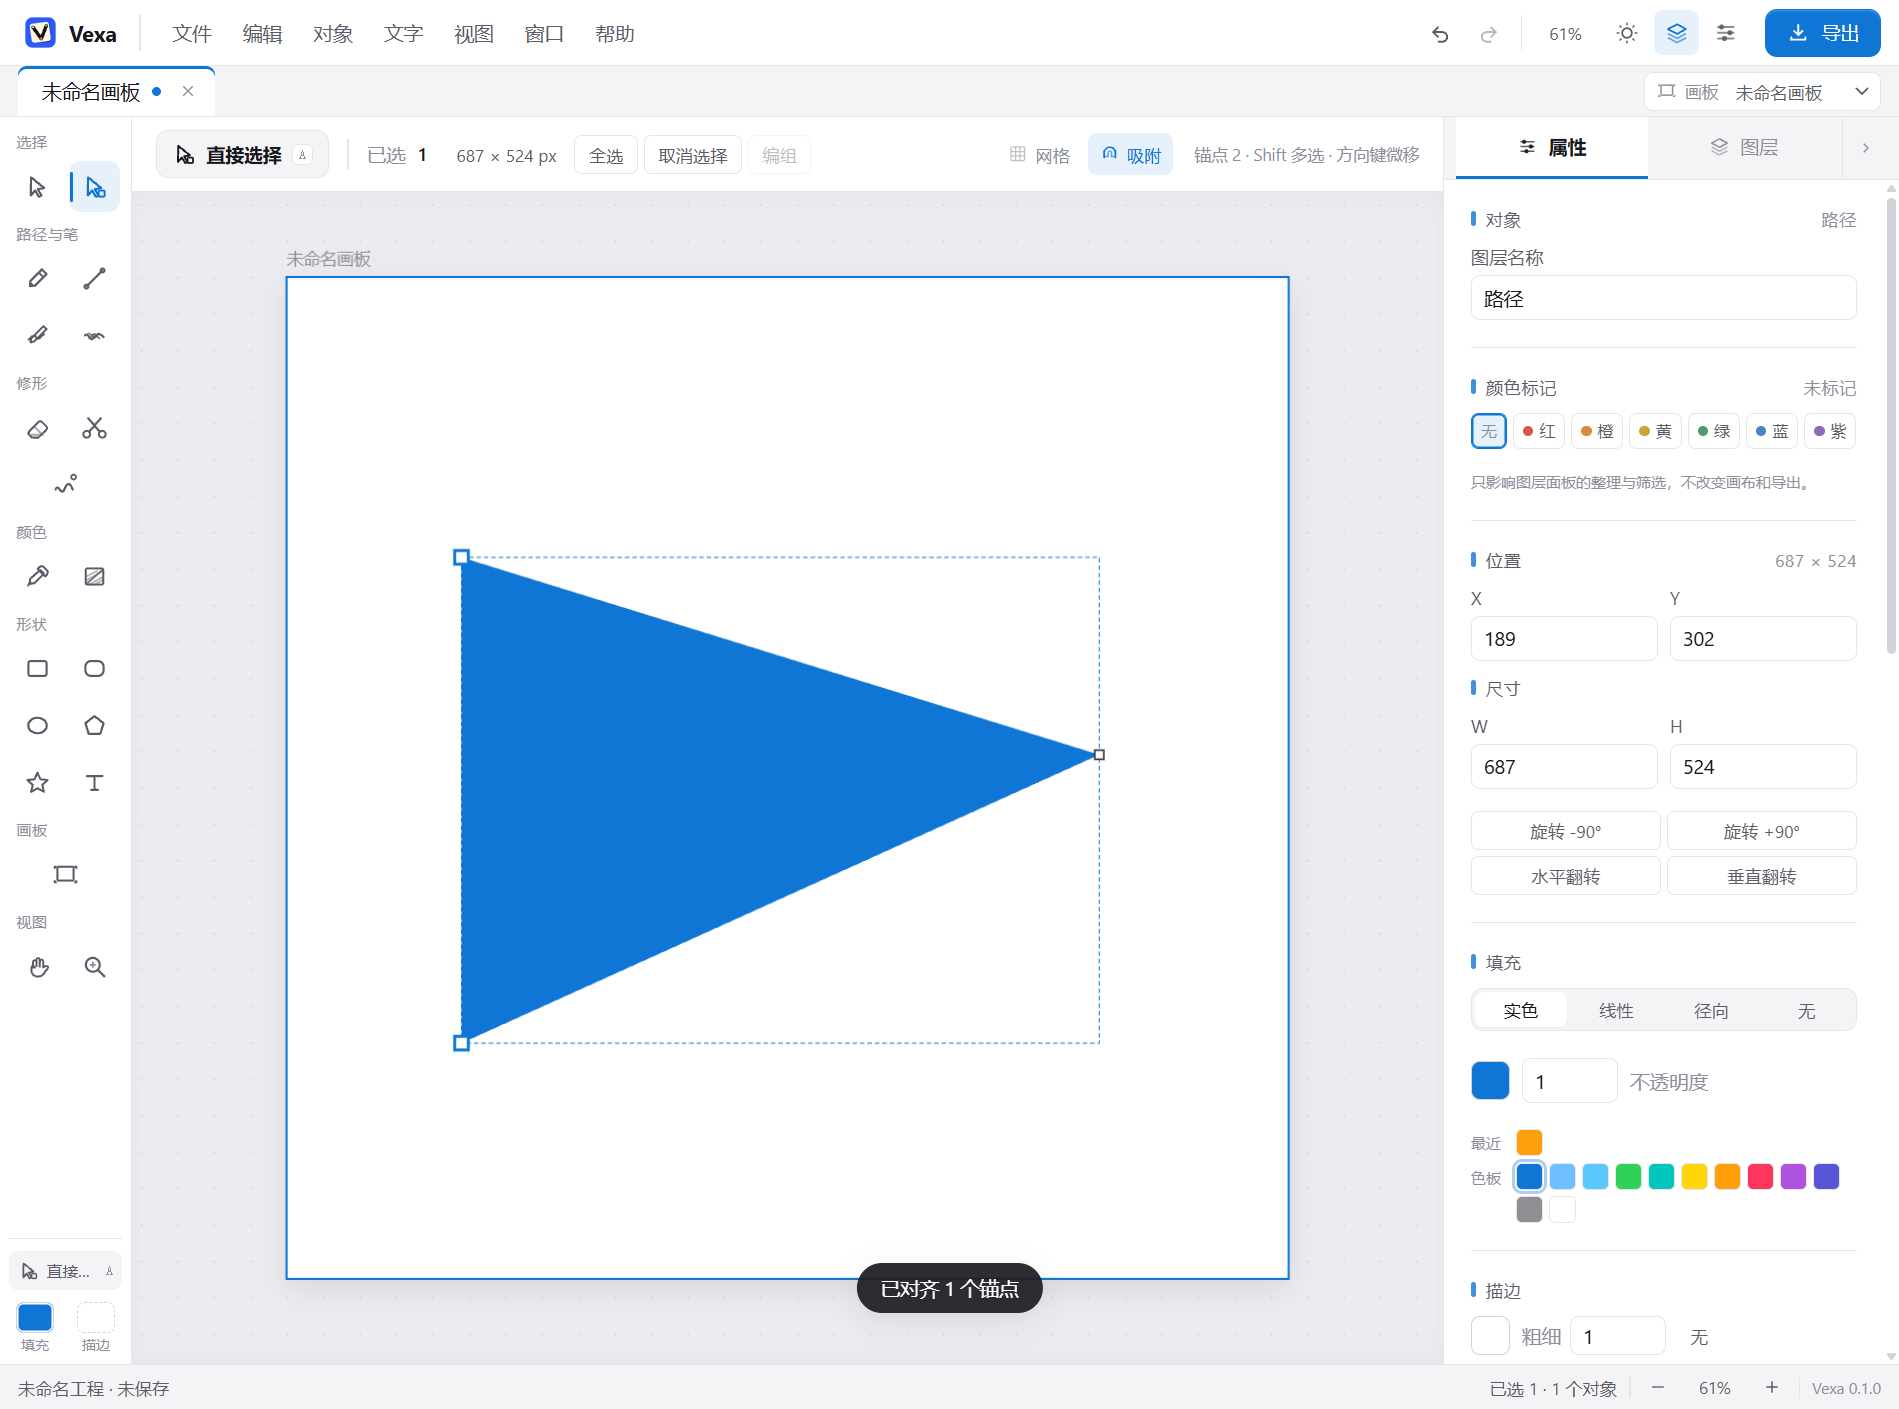 Vexa
文件 编辑 对象 文字 视图 窗口 帮助
61%
导出
未命名画板
画板 未命名画板
选择
路径与笔
修形
颜色
形状
画板
视图
直接... A
填充 描边
直接选择 A
已选 1 687 × 524 px
全选 取消选择 编组
网格 吸附
锚点 2 · Shift 多选 · 方向键微移
未命名画板
已对齐 1 个锚点
属性 图层
对象 路径
图层名称
路径
颜色标记 未标记
无 红 橙 黄 绿 蓝 紫
只影响图层面板的整理与筛选，不改变画布和导出。
位置 687 × 524
X Y
189 302
尺寸
W H
687 524
旋转 -90° 旋转 +90°
水平翻转 垂直翻转
填充
实色 线性 径向 无
1 不透明度
最近
色板
描边
粗细 1 无
未命名工程 · 未保存
已选 1 · 1 个对象 − 61% + Vexa 0.1.0